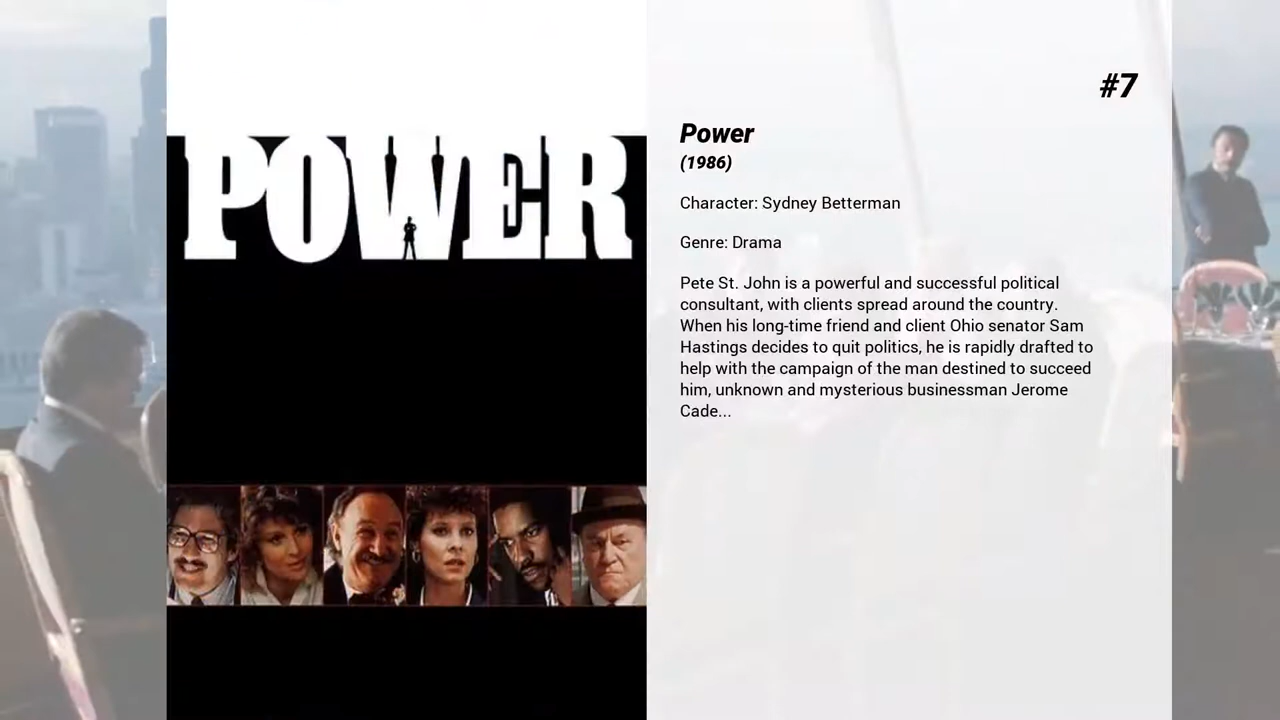 POWER
#7
Power
(1986)
Character: Sydney Betterman
Genre: Drama
Pete St. John is a powerful and successful political
consultant, with clients spread around the country.
When his long-time friend and client Ohio senator Sam
Hastings decides to quit politics, he is rapidly drafted to
help with the campaign of the man destined to succeed
him, unknown and mysterious businessman Jerome
Cade...